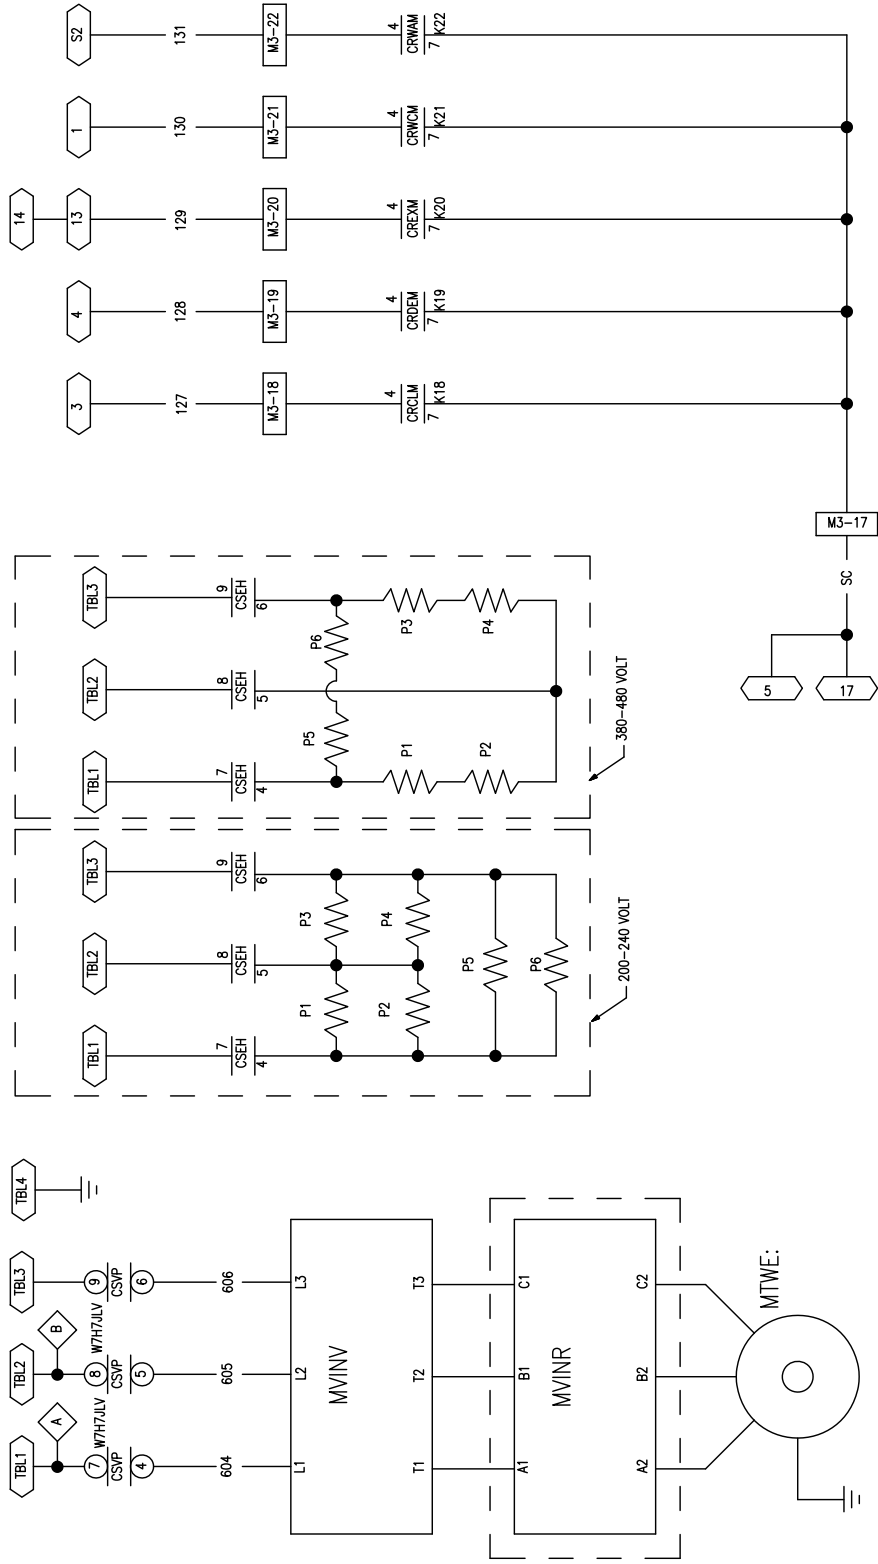 S2
131
M3-22
4
CRWAM
7
K22
1
130
M3-21
4
CRWCM
7
K21
14
13
129
M3-20
4
CREXM
7
K20
4
128
M3-19
4
CRDEM
7
K19
3
127
M3-18
4
CRCLM
7
K18
M3-17
SC
5
17
TBL3
9
CSEH
6
P6
P3
P4
TBL2
8
CSEH
5
TBL1
7
CSEH
4
P5
P1
P2
380-480 VOLT
TBL3
9
CSEH
6
P3
P4
TBL2
8
CSEH
5
P5
P6
TBL1
7
CSEH
4
P1
P2
200-240 VOLT
TBL4
TBL3
9
CSVP
6
606
L3
T3
C1
C2
W7H7JLV
TBL2
B
8
CSVP
5
605
L2
T2
B1
B2
W7H7JLV
TBL1
A
7
CSVP
4
604
L1
T1
A1
A2
MVINV
MVINR
MTWE: